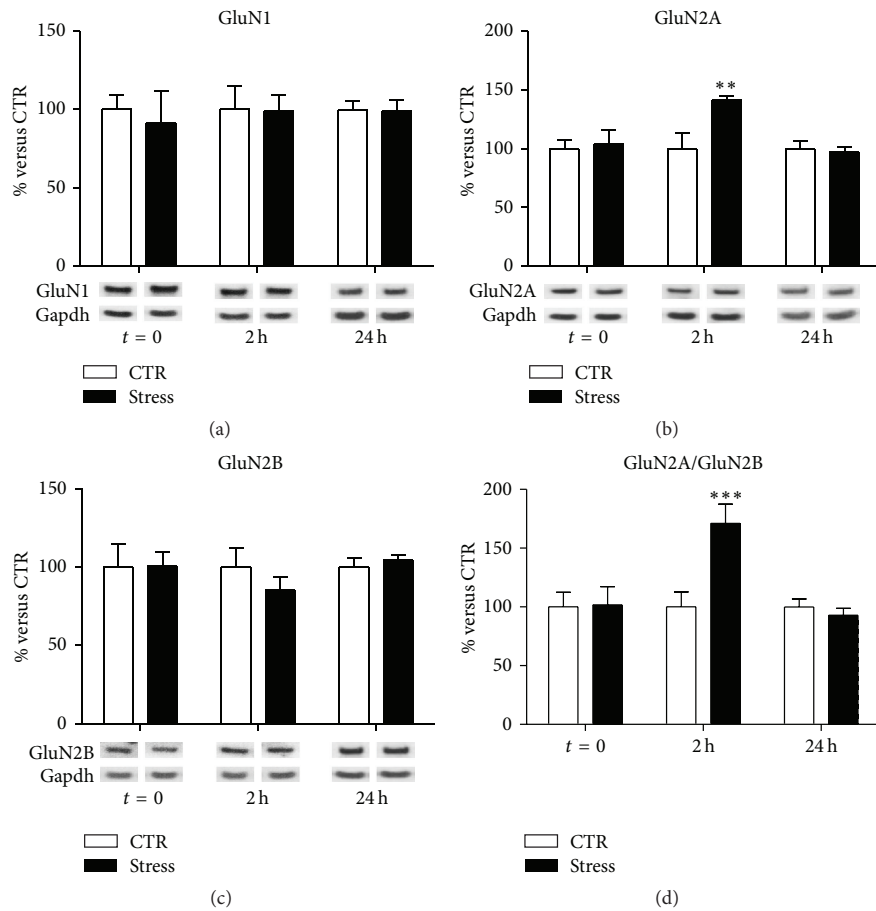 GluN1
150
100
50
0
% versus CTR
GluN1
Gapdh
t = 0
2 h
24 h
CTR
Stress
(a)
GluN2A
200
150
100
50
0
% versus CTR
**
GluN2A
Gapdh
t = 0
2 h
24 h
CTR
Stress
(b)
GluN2B
150
100
50
0
% versus CTR
GluN2B
Gapdh
t = 0
2 h
24 h
CTR
Stress
(c)
GluN2A/GluN2B
200
150
100
50
0
% versus CTR
***
t = 0
2 h
24 h
CTR
Stress
(d)